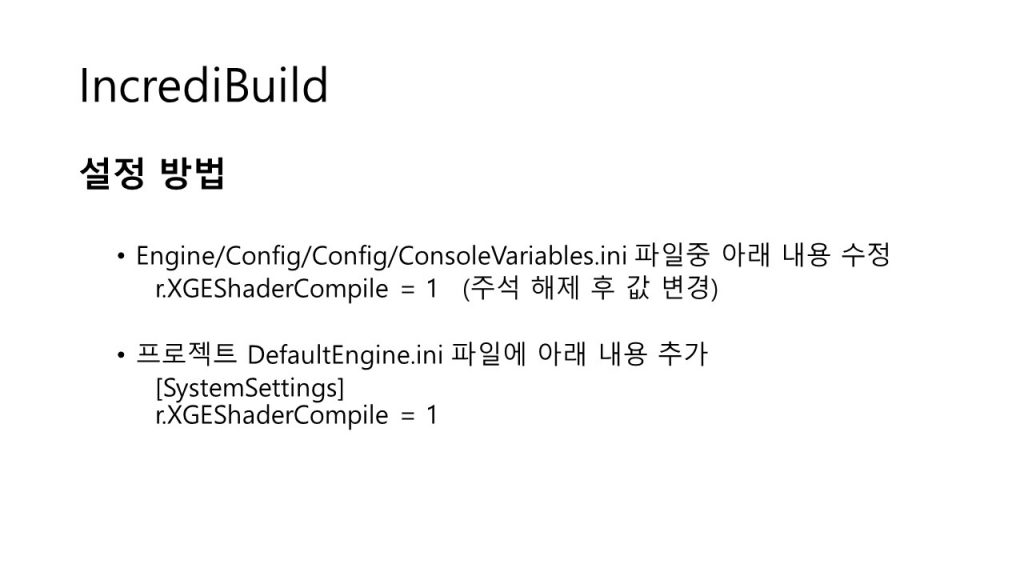 IncrediBuild
설정 방법
• Engine/Config/Config/ConsoleVariables.ini 파일중 아래 내용 수정
r.XGEShaderCompile = 1 (주석 해제 후 값 변경)
• 프로젝트 DefaultEngine.ini 파일에 아래 내용 추가
[SystemSettings]
r.XGEShaderCompile = 1